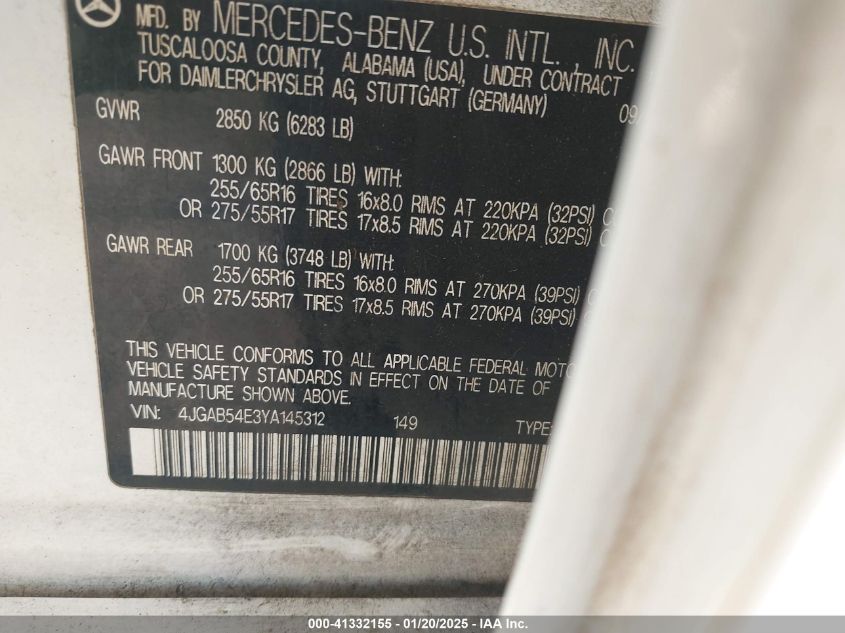 MFD. BY MERCEDES-BENZ U.S. INTL., INC.
TUSCALOOSA COUNTY, ALABAMA (USA), UNDER CONTRACT
FOR DAIMLERCHRYSLER AG, STUTTGART (GERMANY)
GVWR 2850 KG (6283 LB) 09
GAWR FRONT 1300 KG (2866 LB) WITH:
255/65R16 TIRES 16x8.0 RIMS AT 220KPA (32PSI)
OR 275/55R17 TIRES 17x8.5 RIMS AT 220KPA (32PSI)
GAWR REAR 1700 KG (3748 LB) WITH:
255/65R16 TIRES 16x8.0 RIMS AT 270KPA (39PSI)
OR 275/55R17 TIRES 17x8.5 RIMS AT 270KPA (39PSI)
THIS VEHICLE CONFORMS TO ALL APPLICABLE FEDERAL MOTO
VEHICLE SAFETY STANDARDS IN EFFECT ON THE DATE OF
MANUFACTURE SHOWN ABOVE.
VIN: 4JGAB54E3YA145312 149 TYPE:
000-41332155 - 01/20/2025 - IAA Inc.